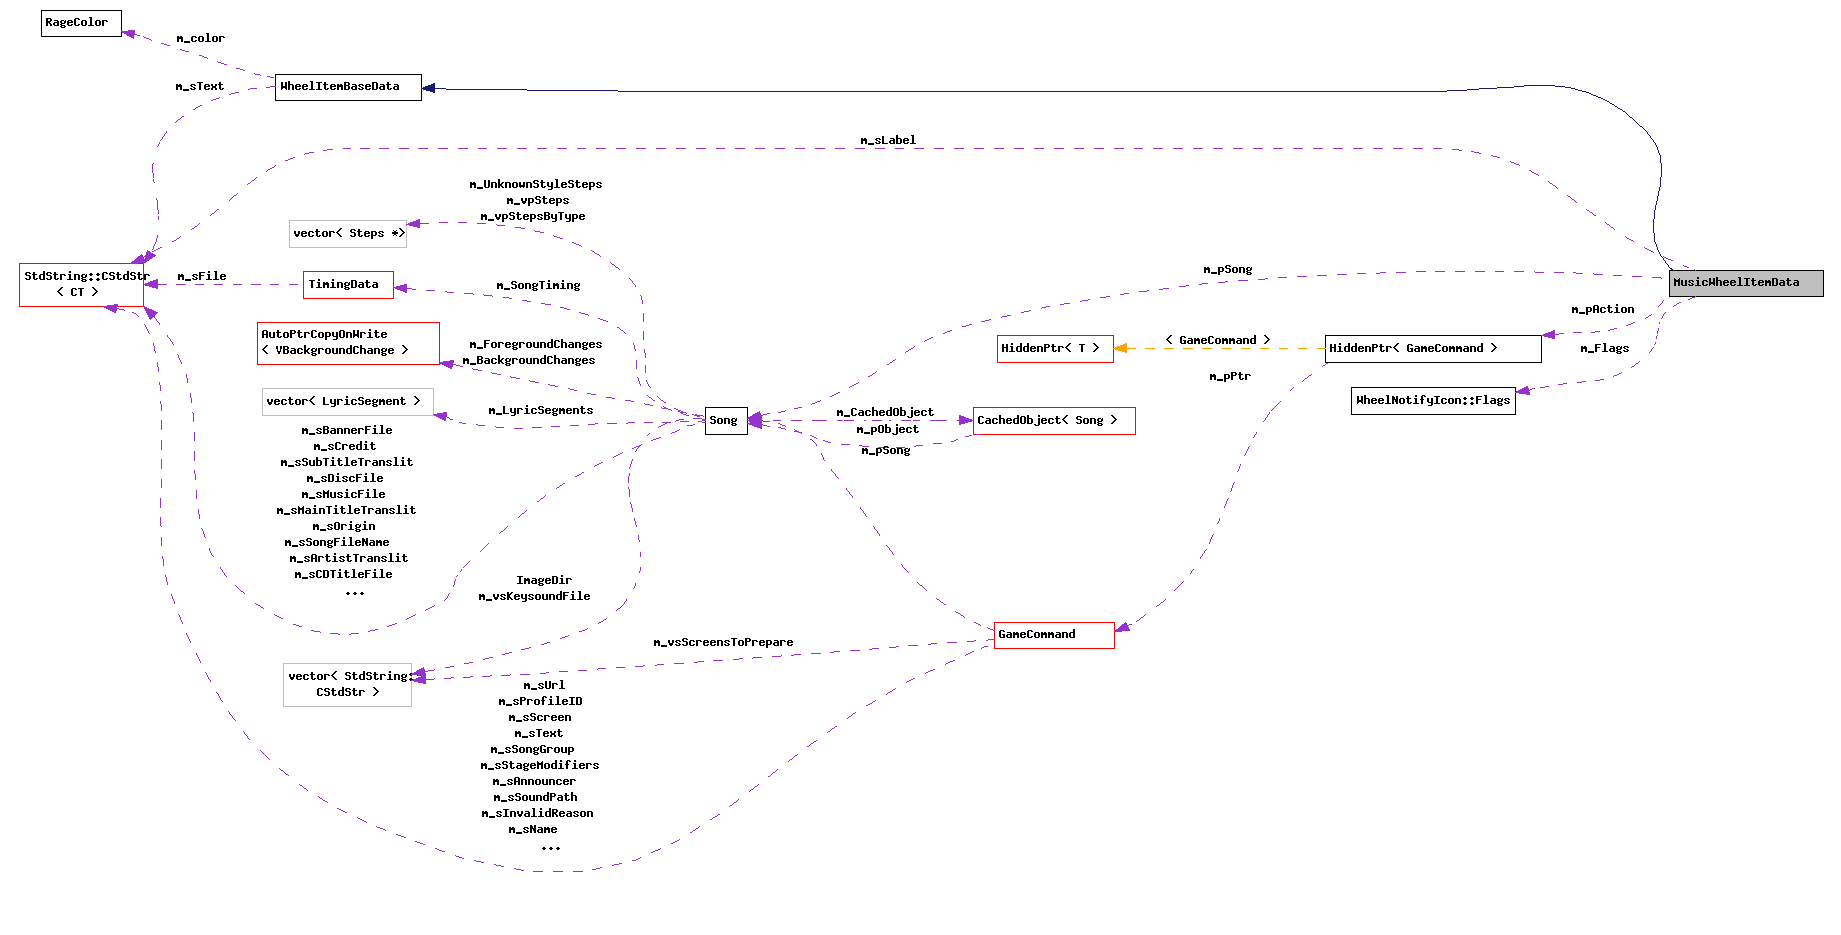 RageColor
m_color
WheelItemBaseData
m_sText
m_sLabel
m_UnknownStyleSteps
m_vpSteps
m_vpStepsByType
vector< Steps *>
StdString::CStdStr
< CT >
m_sFile
TimingData
m_SongTiming
m_pSong
MusicWheelItemData
m_pAction
AutoPtrCopyOnWrite
< VBackgroundChange >
m_ForegroundChanges
m_BackgroundChanges
HiddenPtr< T >
< GameCommand >
HiddenPtr< GameCommand >
m_Flags
m_pPtr
WheelNotifyIcon::Flags
vector< LyricSegment >
m_LyricSegments
Song
m_CachedObject
m_pObject
m_pSong
CachedObject< Song >
m_sBannerFile
m_sCredit
m_sSubTitleTranslit
m_sDiscFile
m_sMusicFile
m_sMainTitleTranslit
m_sOrigin
m_sSongFileName
m_sArtistTranslit
m_sCDTitleFile
...
ImageDir
m_vsKeysoundFile
GameCommand
m_vsScreensToPrepare
vector< StdString:
CStdStr >
m_sUrl
m_sProfileID
m_sScreen
m_sText
m_sSongGroup
m_sStageModifiers
m_sAnnouncer
m_sSoundPath
m_sInvalidReason
m_sName
...